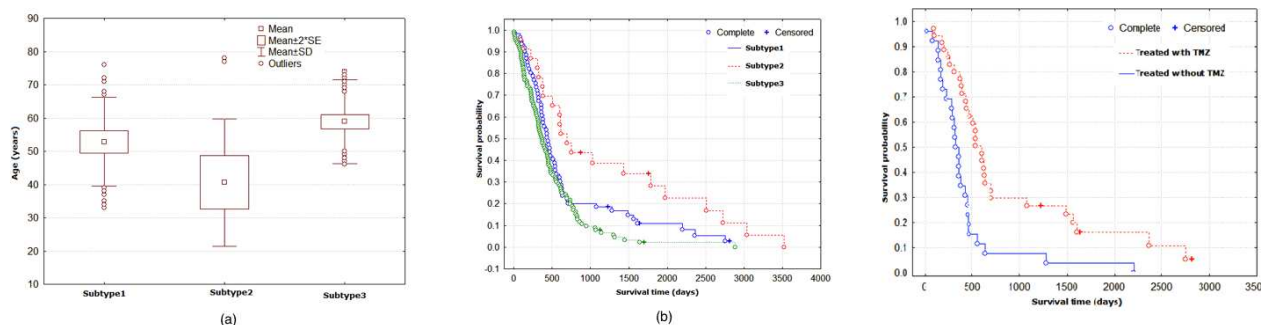 Age (years)
90
80
70
60
50
40
30
20
10
Mean
Mean±2*SE
Mean±SD
Outliers
Subtype1
Subtype2
Subtype3
(a)
Survival probability
1.0
0.9
0.8
0.7
0.6
0.5
0.4
0.3
0.2
0.1
0.0
-0.1
Complete
Censored
Subtype1
Subtype2
Subtype3
0
500
1000
1500
2000
2500
3000
3500
4000
Survival time (days)
(b)
Survival probability
1.0
0.9
0.8
0.7
0.6
0.5
0.4
0.3
0.2
0.1
0.0
Complete
Censored
Treated wth TMZ
Treated without TMZ
0
500
1000
1500
2000
2500
3000
350
Survival time (days)